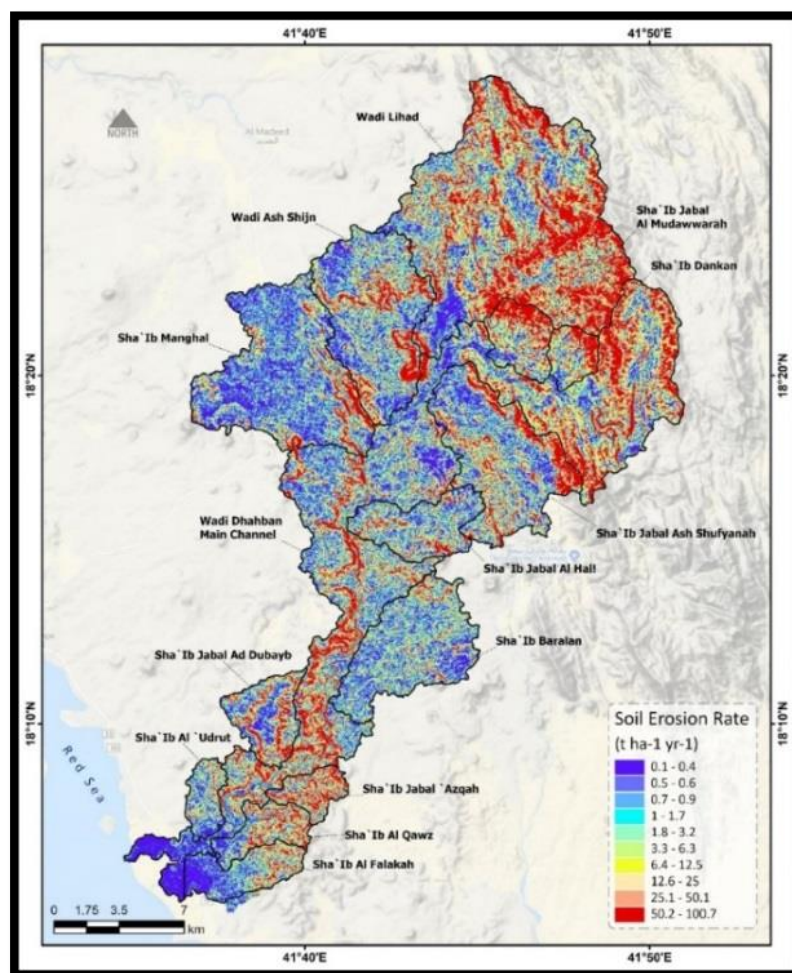 41°40'E
41°50'E
NORTH
Wadi Lihad
Wadi Ash Shijn
Sha`Ib Jabal
Al Mudawwarah
Sha`Ib Dankan
Sha`Ib Manghal
18°20'N
18°20'N
Wadi Dhahban
Main Channel
Sha`Ib Jabal Ash Shufyanah
Sha`Ib Jabal Al Hail
Sha`Ib Baralan
Sha`Ib Jabal Ad Dubayb
18°10'N
18°10'N
Sha`Ib Al `Udrut
Red Sea
Sha`Ib Jabal `Azqah
Sha`Ib Al Qawz
Sha`Ib Al Falakah
Soil Erosion Rate
(t ha-1 yr-1)
0.1 - 0.4
0.5 - 0.6
0.7 - 0.9
1 - 1.7
1.8 - 3.2
3.3 - 6.3
6.4 - 12.5
12.6 - 25
25.1 - 50.1
50.2 - 100.7
0 1.75 3.5 7
km
41°40'E
41°50'E